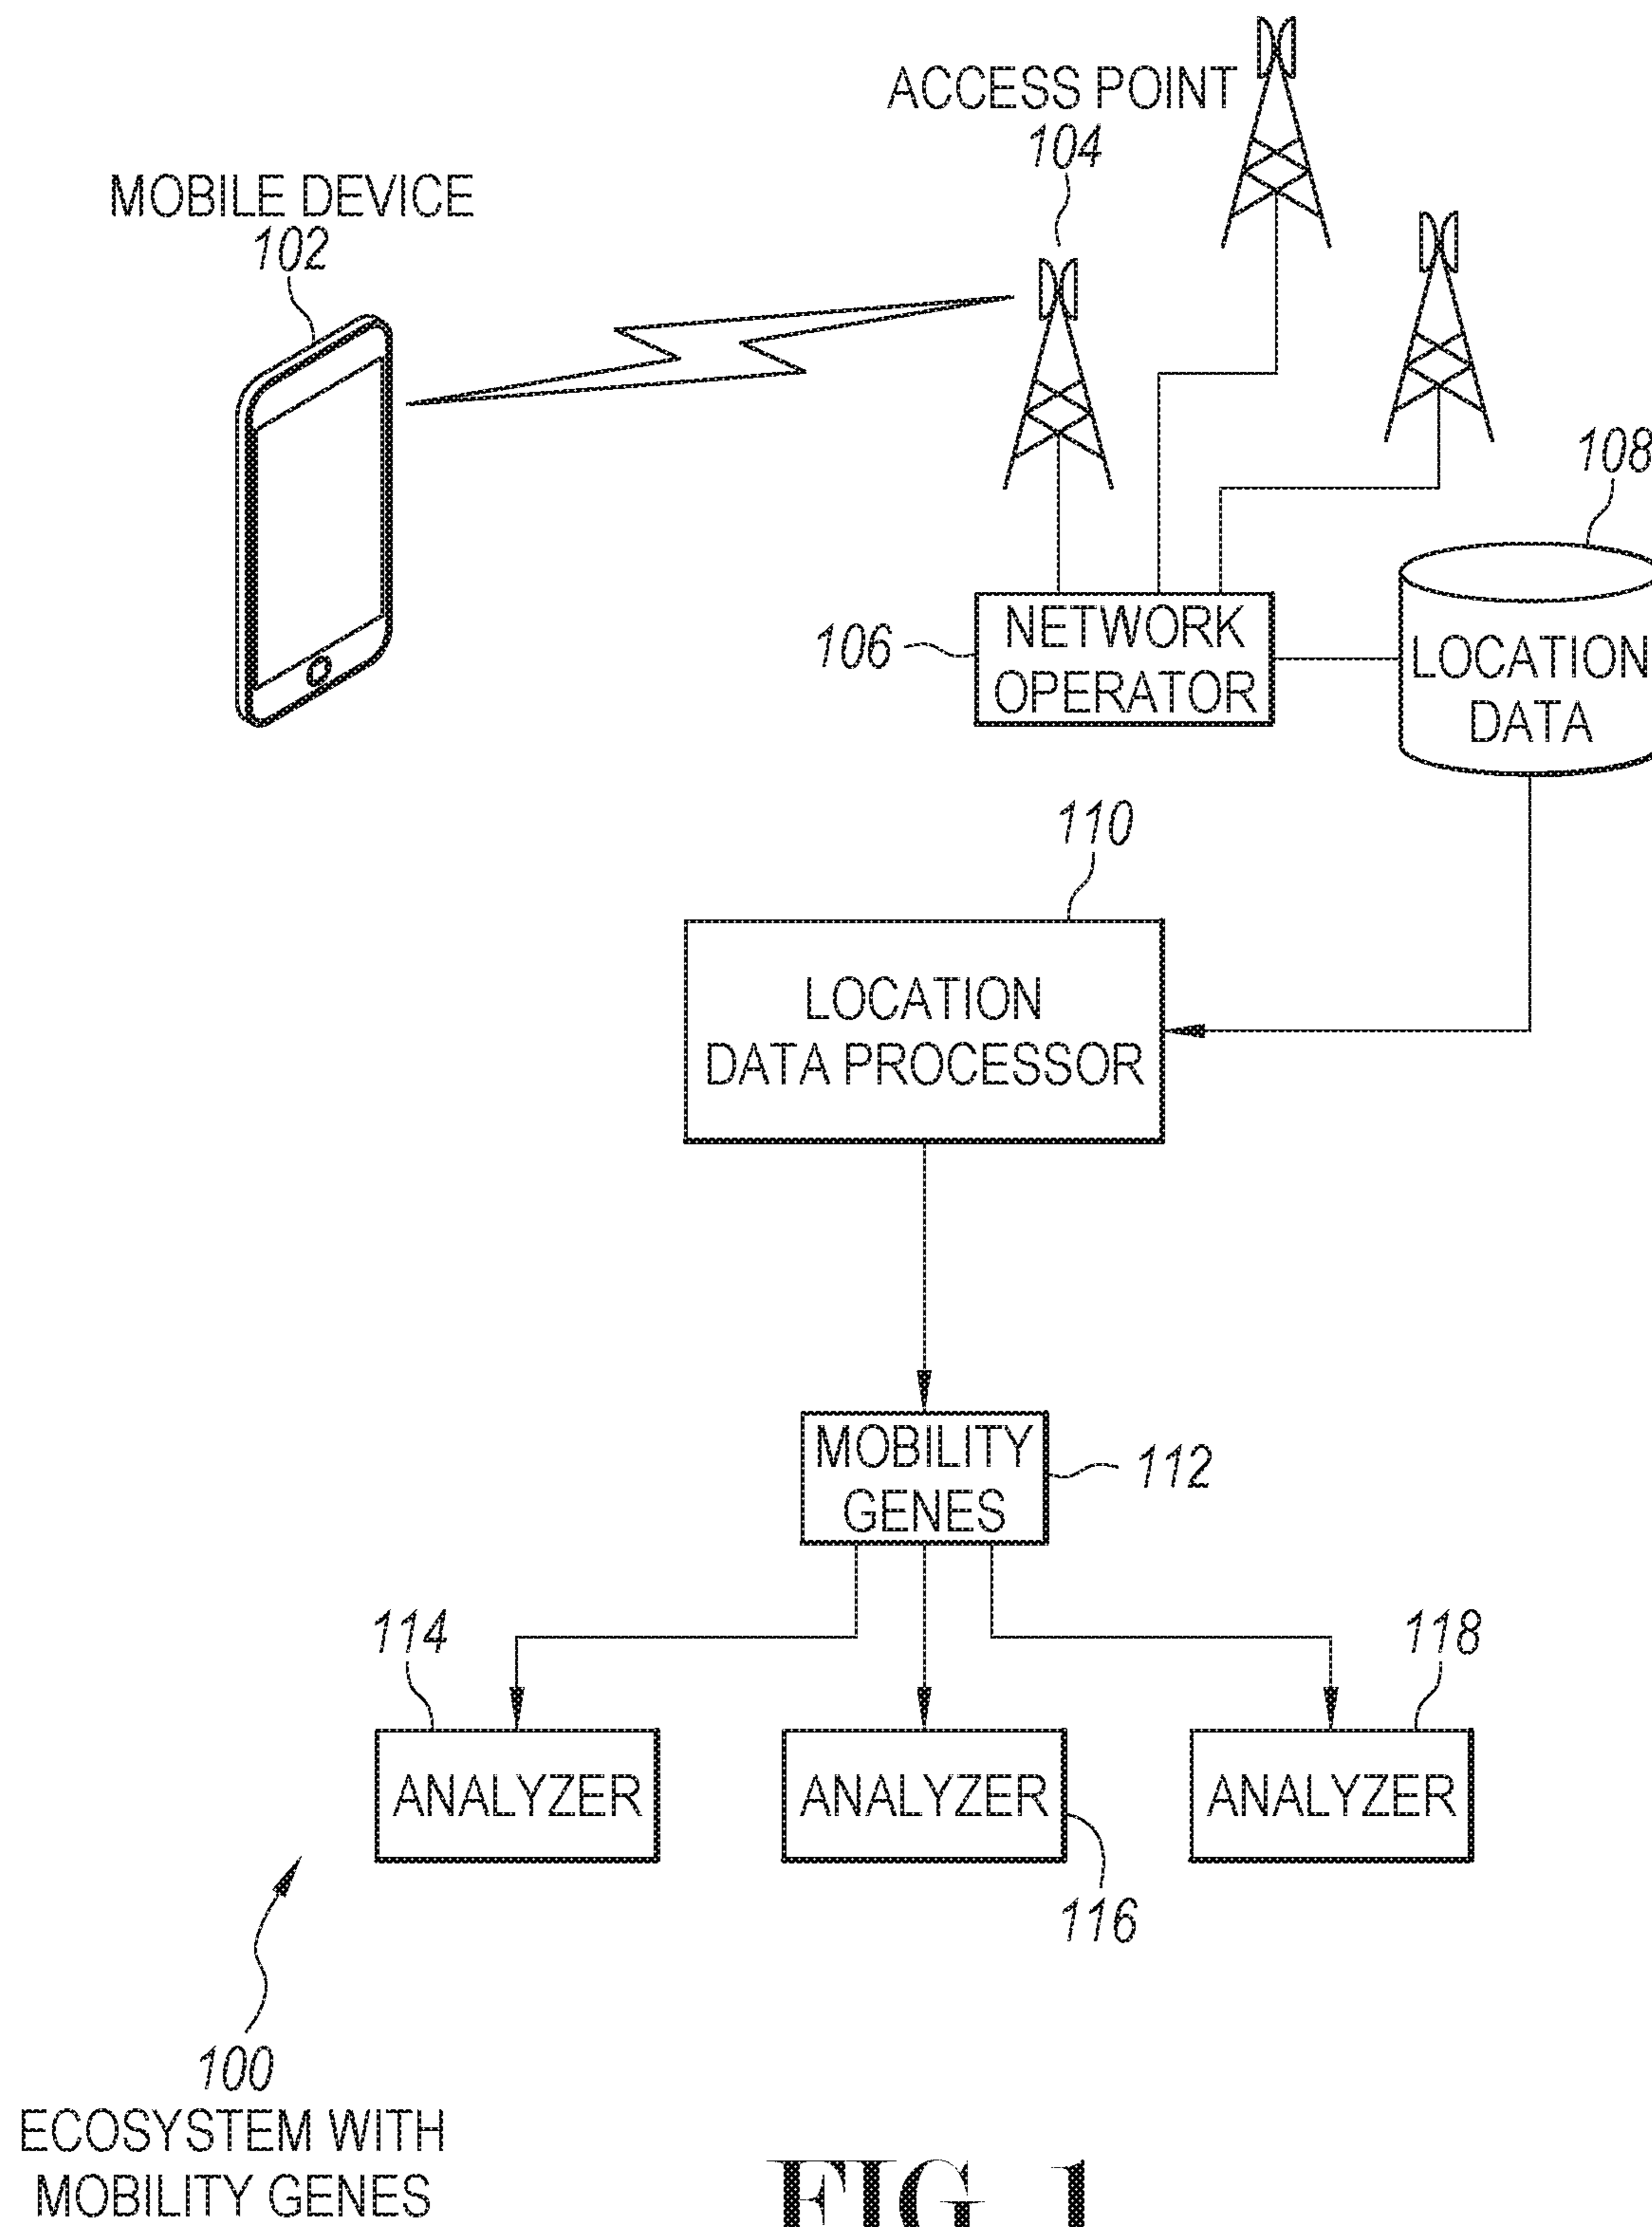 ACCESS POINT
104
MOBILE DEVICE
102
108
106
NETWORK
OPERATOR
LOCATION
DATA
110
LOCATION
DATA PROCESSOR
MOBILITY
GENES
112
114
118
ANALYZER
ANALYZER
ANALYZER
116
100
ECOSYSTEM WITH
MOBILITY GENES
FIG. 1